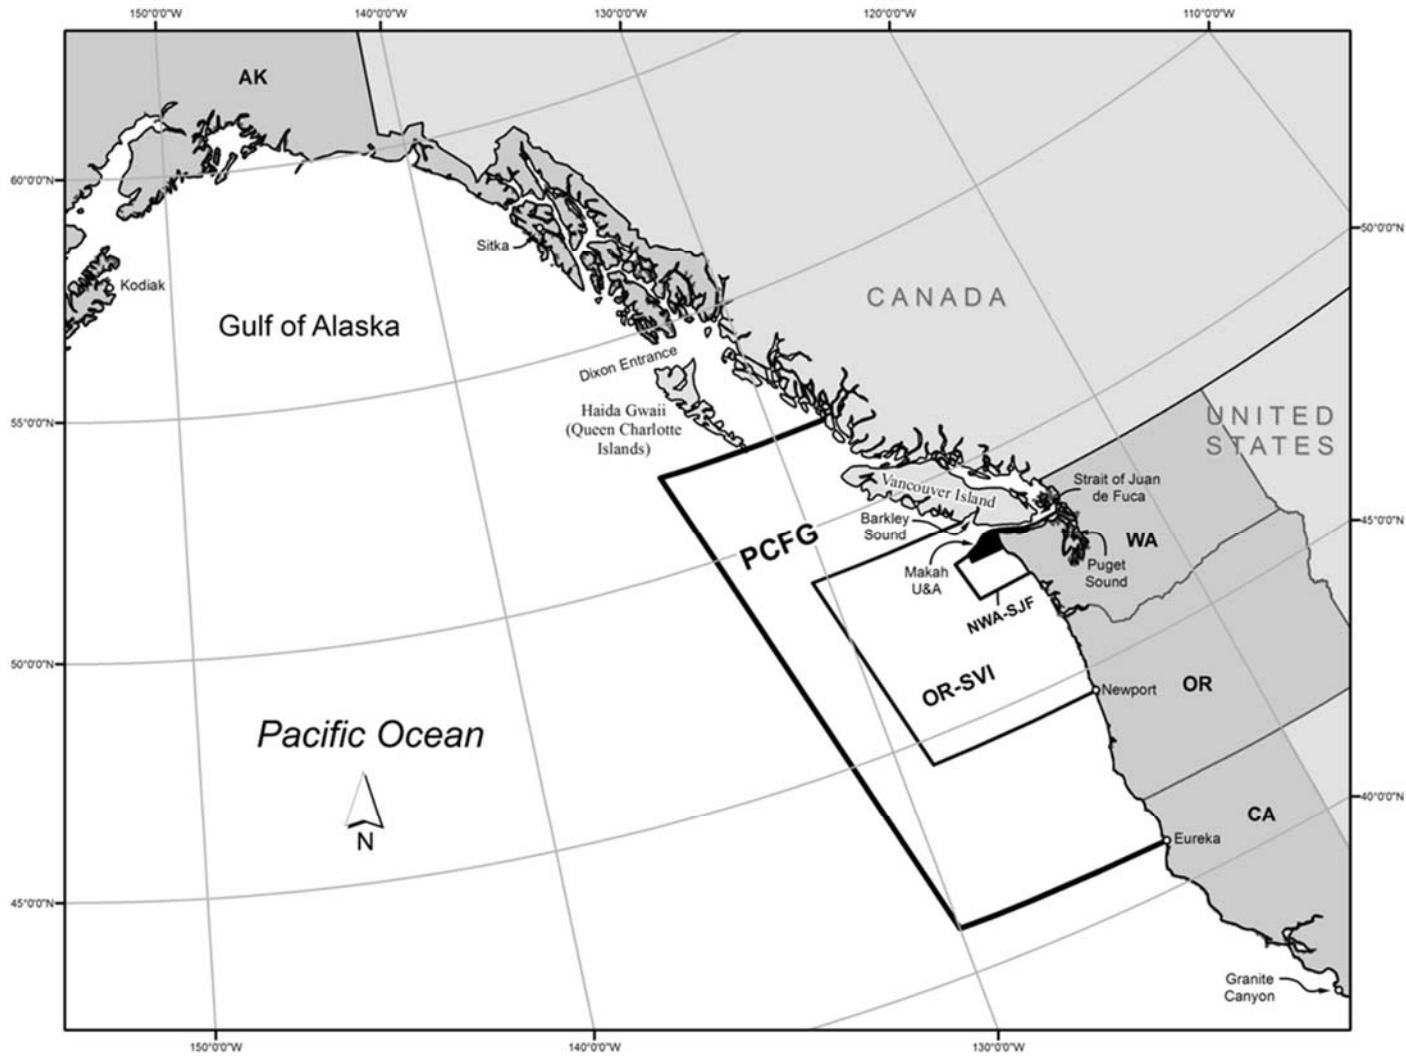 150°0'0"W
140°0'0"W
130°0'0"W
120°0'0"W
110°0'0"W
AK
60°0'0"N
50°0'0"N
Sitka
Kodiak
CANADA
Gulf of Alaska
Dixon Entrance
Haida Gwaii
(Queen Charlotte
Islands)
55°0'0"N
UNITED
STATES
Vancouver Island
Strait of Juan
de Fuca
Barkley
Sound
45°0'0"N
PCFG
WA
Makah
U&A
Puget
Sound
NWA-SJF
50°0'0"N
OR-SVI
Newport
OR
Pacific Ocean
40°0'0"N
CA
N
Eureka
45°0'0"N
Granite
Canyon
150°0'0"W
140°0'0"W
130°0'0"W